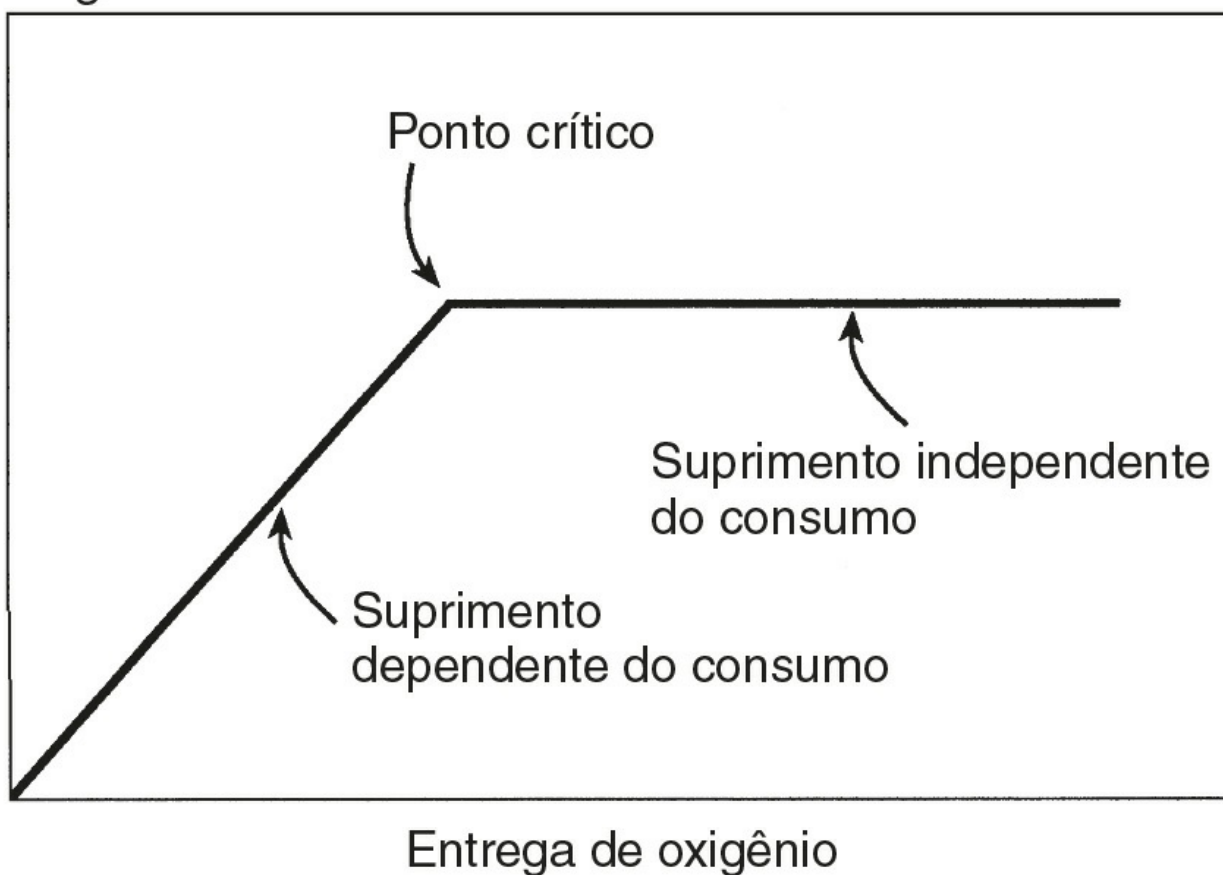 Ponto crítico
Suprimento independente
do consumo
Suprimento
dependente do consumo
Entrega de oxigênio